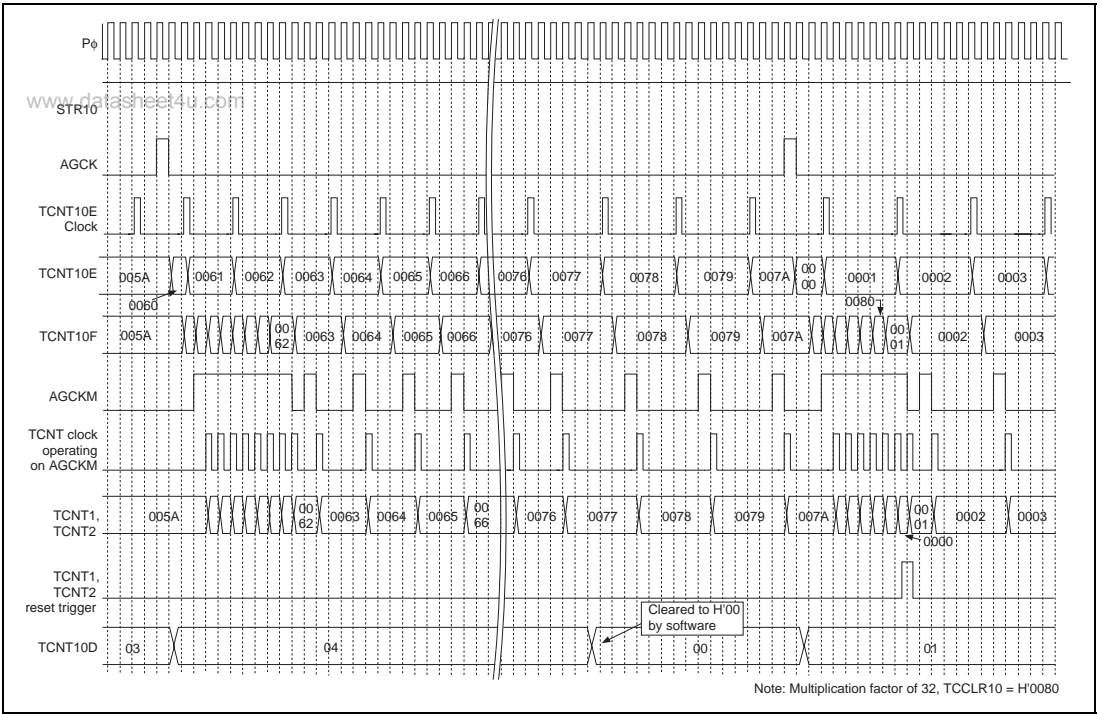 Pφ
www.datasheet4u.com
STR10
AGCK
TCNT10E
Clock
TCNT10E
005A
0061
0062
0063
0064
0065
0066
0076
0077
0078
0079
007A
00
00
0001
0002
0003
0060
0080
TCNT10F
005A
00
62
0063
0064
0065
0066
0076
0077
0078
0079
007A
00
01
0002
0003
AGCKM
TCNT clock
operating
on AGCKM
TCNT1,
TCNT2
005A
00
62
0063
0064
0065
00
66
0076
0077
0078
0079
007A
00
01
0002
0003
0000
TCNT1,
TCNT2
reset trigger
Cleared to H'00
by software
TCNT10D
03
04
00
01
Note: Multiplication factor of 32, TCCLR10 = H'0080